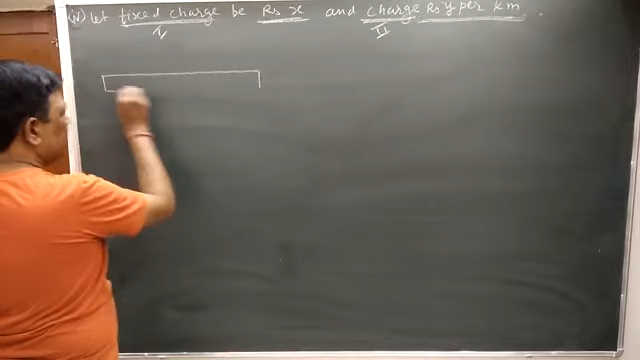 iv) Let fixed charge be Rs x and charge Rs y per km.
I II